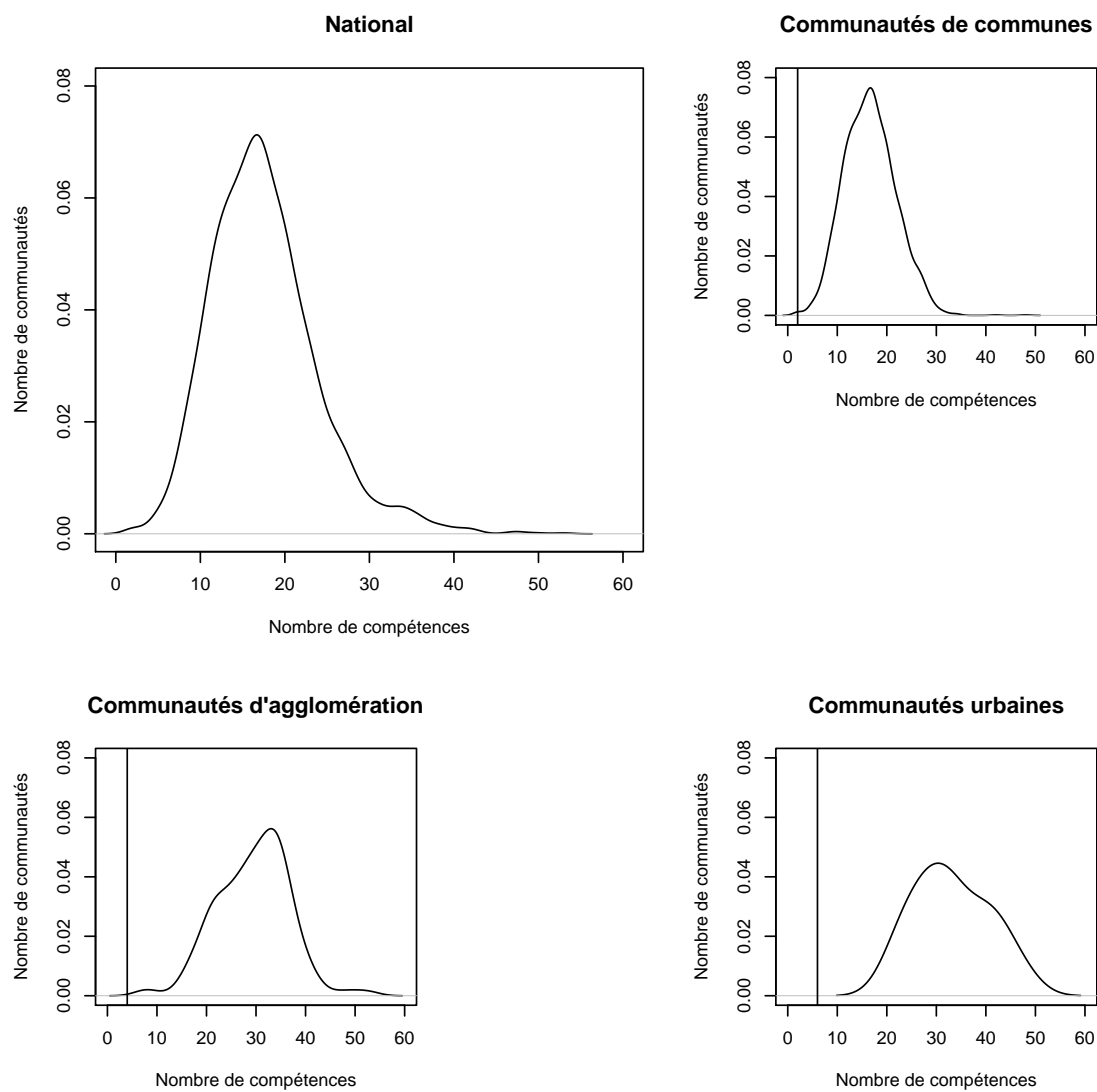 National
Nombre de communautés
0.00 0.02 0.04 0.06 0.08
0 10 20 30 40 50 60
Nombre de compétences
Communautés de communes
Nombre de communautés
0.00 0.02 0.04 0.06 0.08
0 10 20 30 40 50 60
Nombre de compétences
Communautés d'agglomération
Nombre de communautés
0.00 0.02 0.04 0.06 0.08
0 10 20 30 40 50 60
Nombre de compétences
Communautés urbaines
Nombre de communautés
0.00 0.02 0.04 0.06 0.08
0 10 20 30 40 50 60
Nombre de compétences